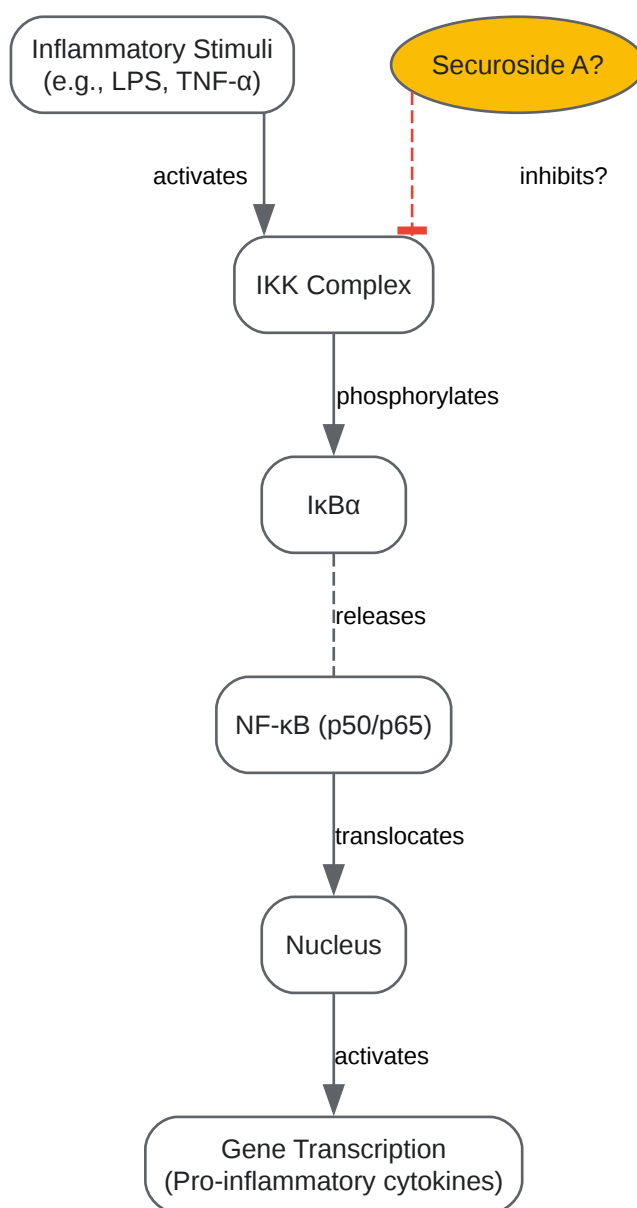 Inflammatory Stimuli
(e.g., LPS, TNF-α)
Securoside A?
activates
inhibits?
IKK Complex
phosphorylates
IκBα
releases
NF-κB (p50/p65)
translocates
Nucleus
activates
Gene Transcription
(Pro-inflammatory cytokines)